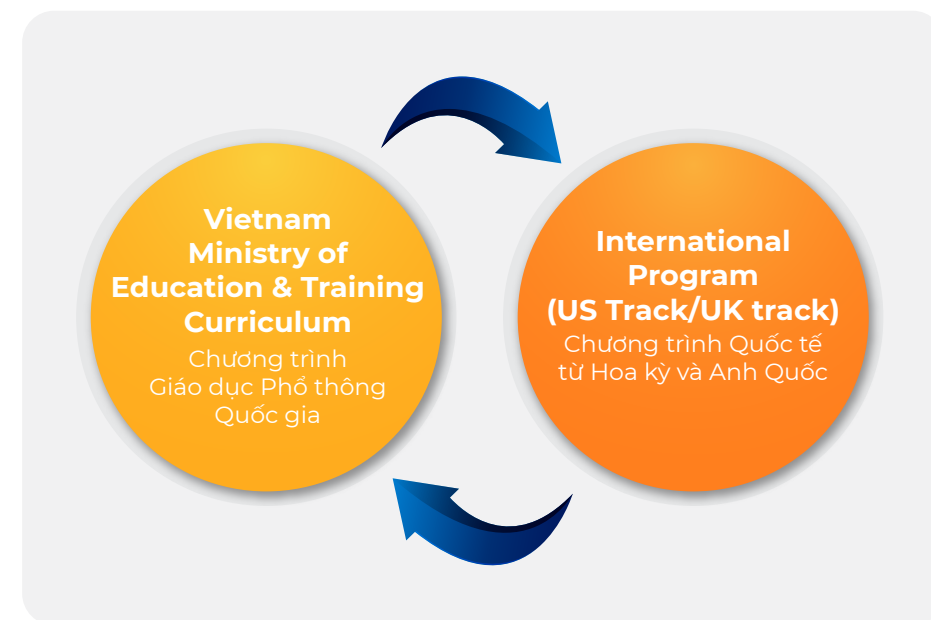 Vietnam
Ministry of
Education & Training
Curriculum
Chương trình
Giáo dục Phổ thông
Quốc gia
International
Program
(US Track/UK track)
Chương trình Quốc tế
từ Hoa kỳ và Anh Quốc